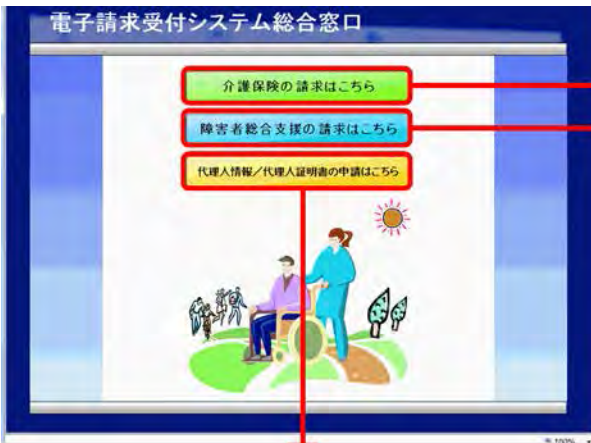 電子請求受付システム総合窓口
介護保険の請求はこちら
障害者総合支援の請求はこちら
代理人情報／代理人証明書の申請はこちら
100%